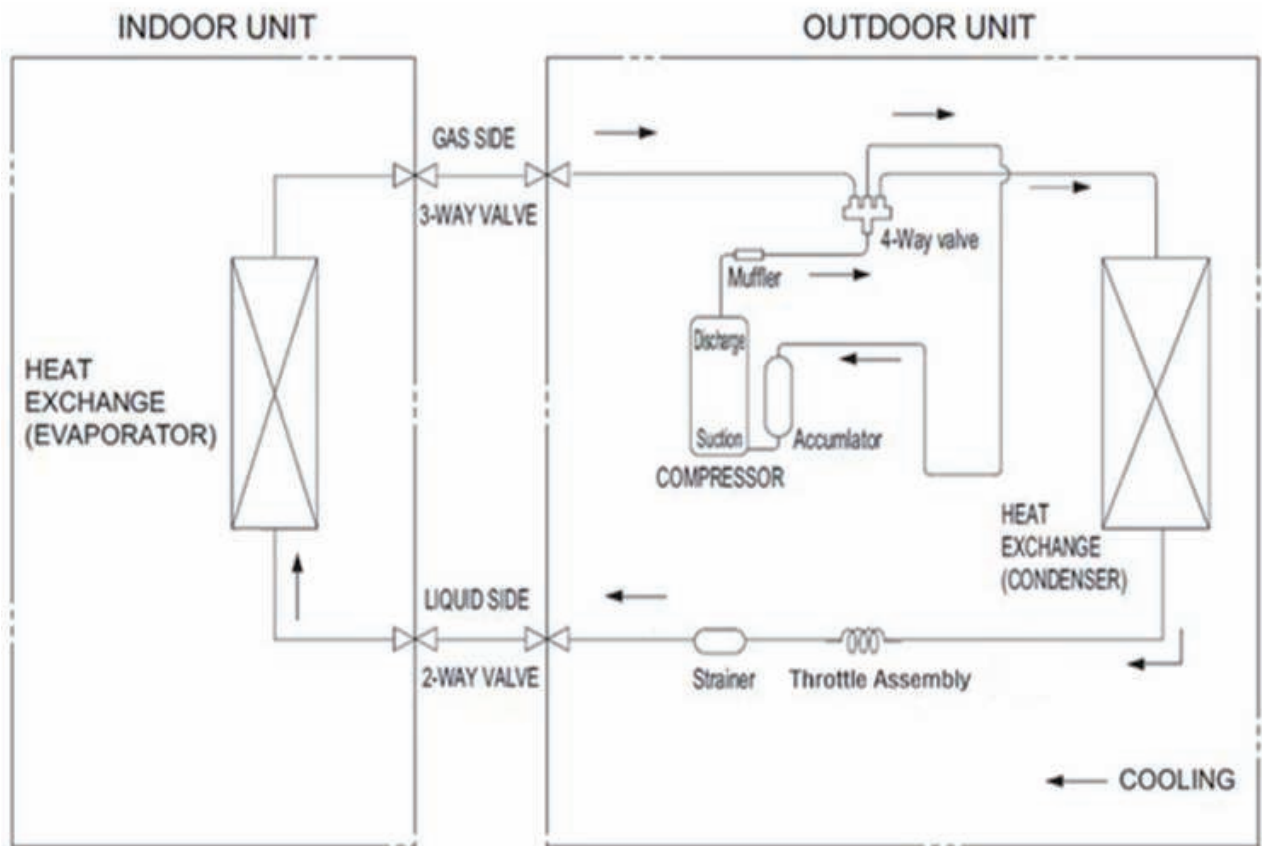 INDOOR UNIT
OUTDOOR UNIT
GAS SIDE
3-WAY VALVE
4-Way valve
Muffler
Discharge
HEAT
EXCHANGE
(EVAPORATOR)
Suction
Accumlator
COMPRESSOR
HEAT
EXCHANGE
(CONDENSER)
LIQUID SIDE
2-WAY VALVE
Strainer
Throttle Assembly
COOLING